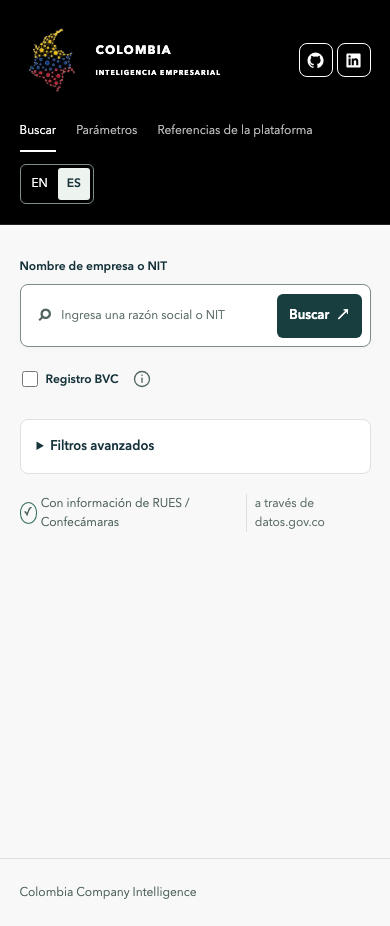 COLOMBIA
INTELIGENCIA EMPRESARIAL
Buscar
Parámetros
Referencias de la plataforma
EN
ES
Nombre de empresa o NIT
Ingresa una razón social o NIT
Buscar ↗
Registro BVC
Filtros avanzados
Con información de RUES /
Confecámaras
a través de
datos.gov.co
Colombia Company Intelligence